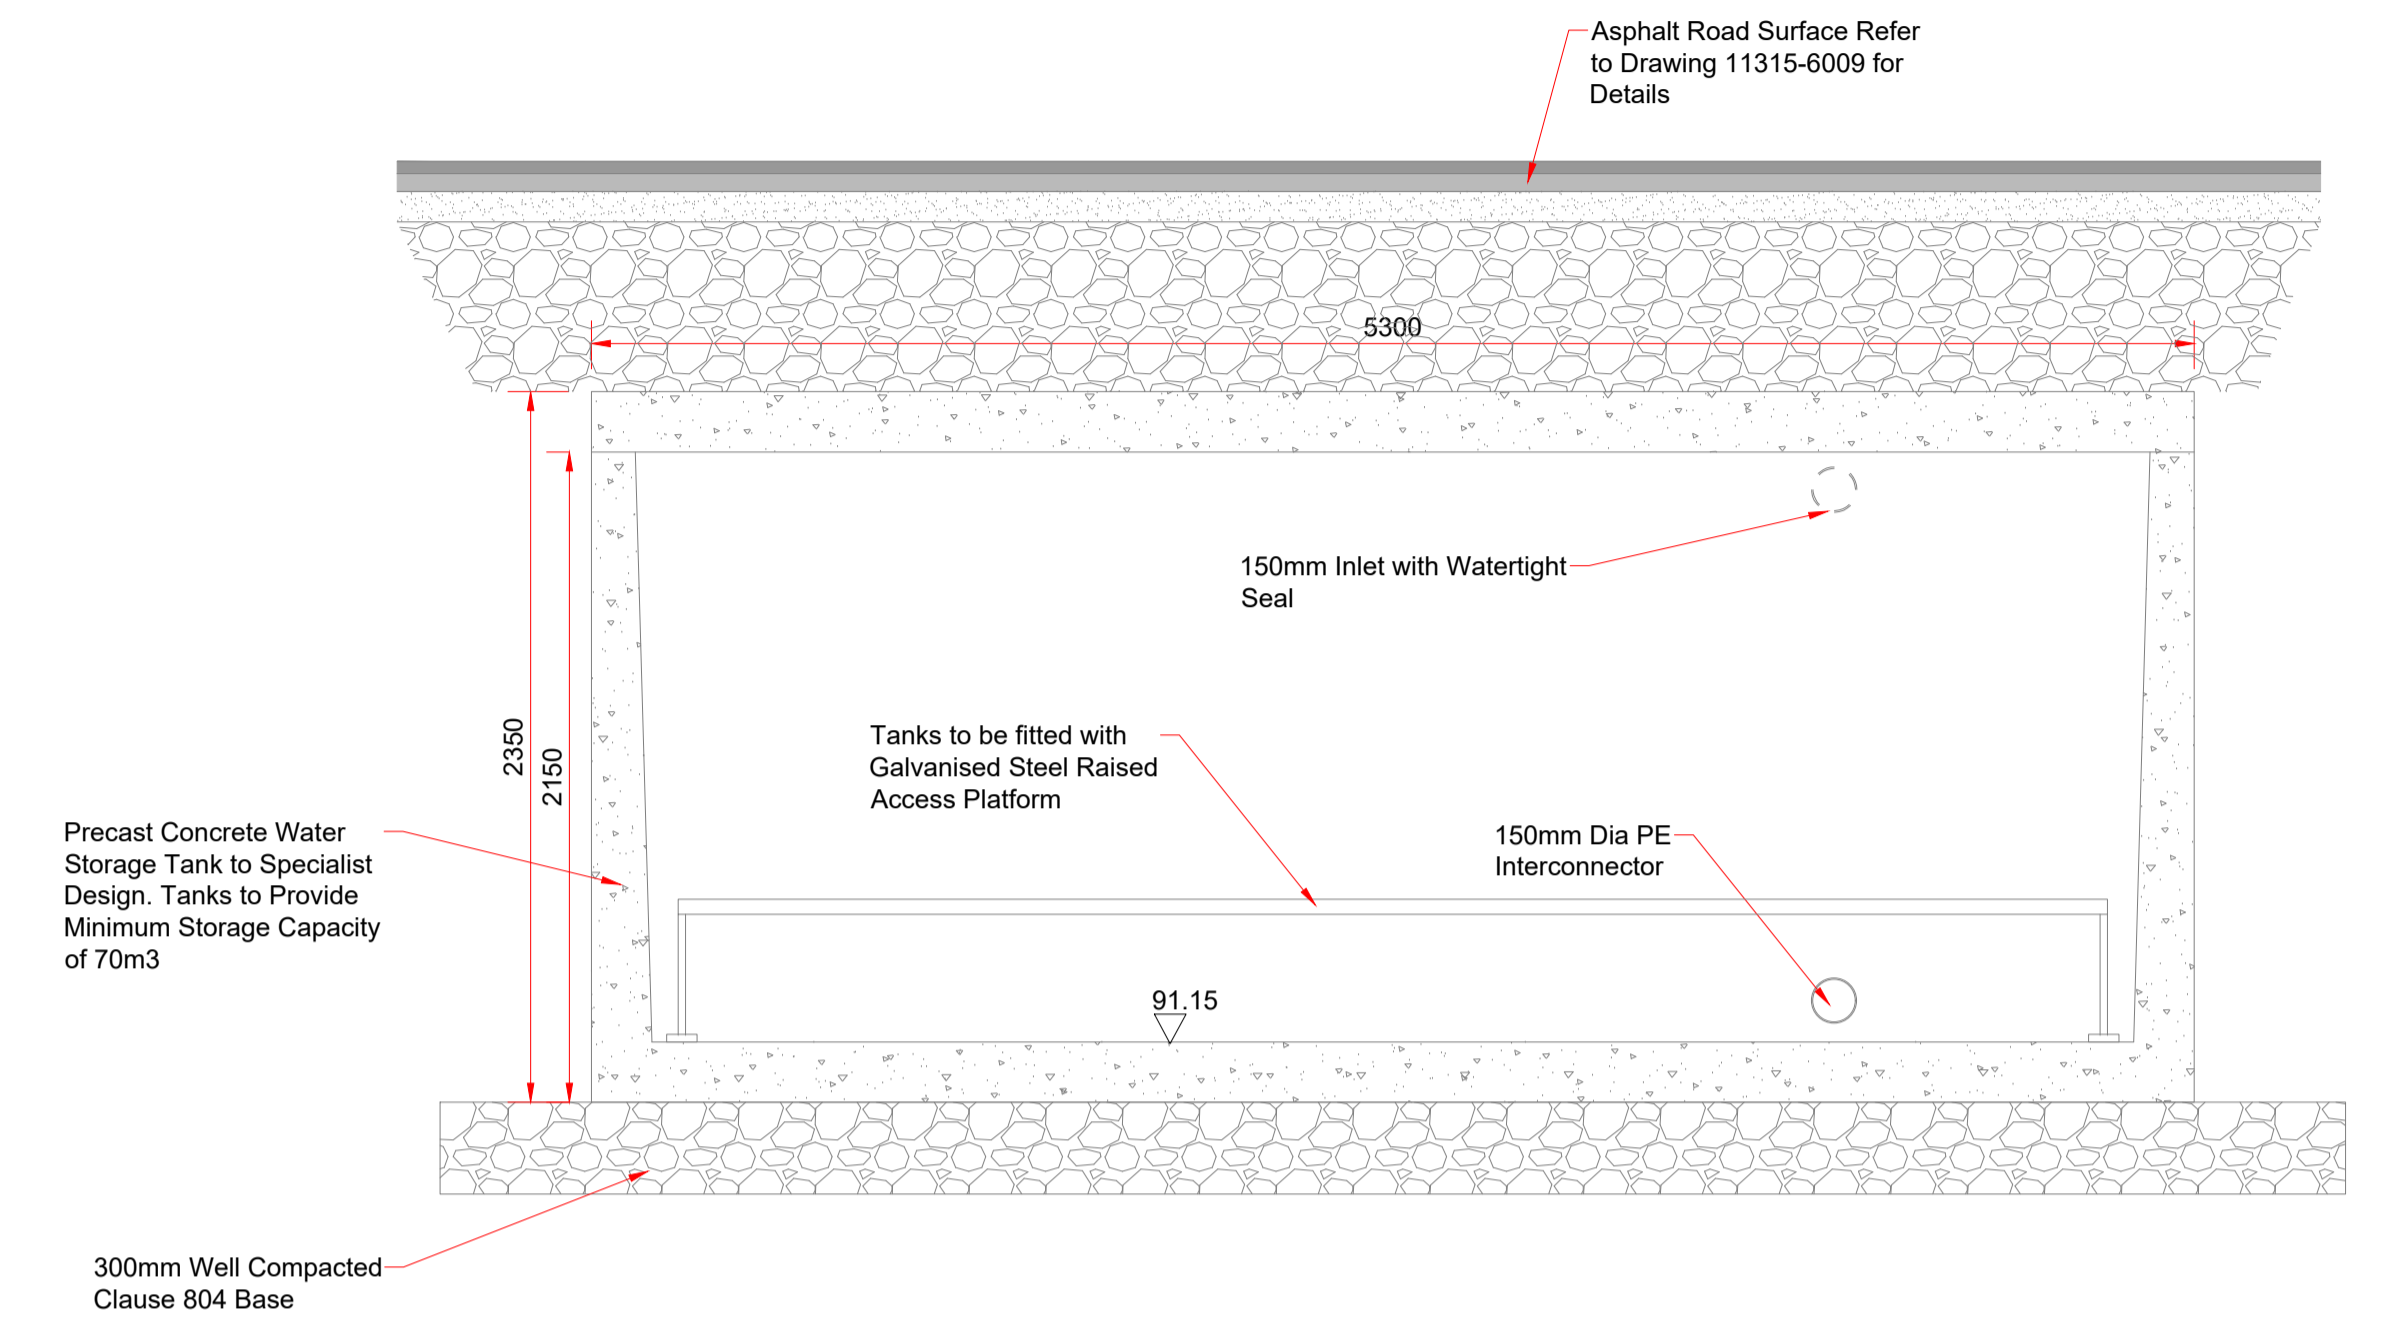 Asphalt Road Surface Refer
to Drawing 11315-6009 for
Details
5300
150mm Inlet with Watertight
Seal
2350
2150
Tanks to be fitted with
Galvanised Steel Raised
Access Platform
Precast Concrete Water
Storage Tank to Specialist
Design. Tanks to Provide
Minimum Storage Capacity
of 70m3
150mm Dia PE
Interconnector
91.15
300mm Well Compacted
Clause 804 Base